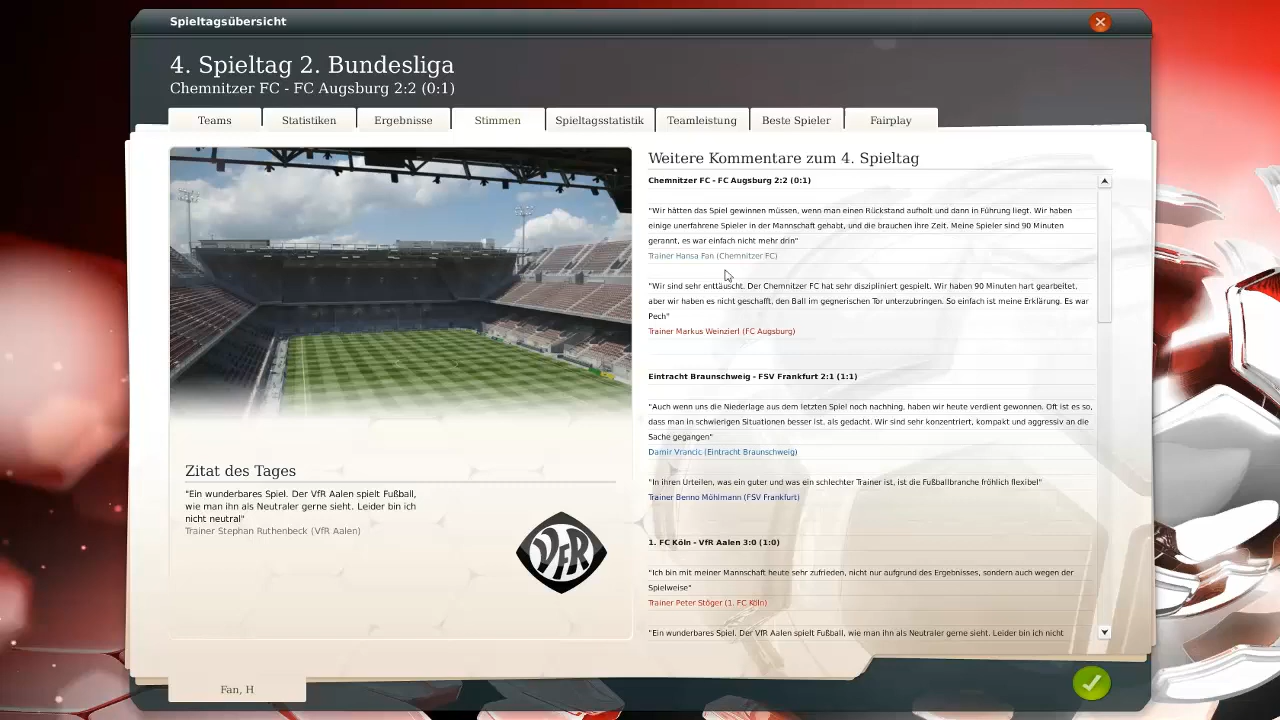 Spieltagsübersicht
4. Spieltag 2. Bundesliga
Chemnitzer FC - FC Augsburg 2:2 (0:1)
Teams
Statistiken
Ergebnisse
Stimmen
Spieltagsstatistik
Teamleistung
Beste Spieler
Fairplay
Zitat des Tages
"Ein wunderbares Spiel. Der VfR Aalen spielt Fußball,
wie man ihn als Neutraler gerne sieht. Leider bin ich
nicht neutral"
Trainer Stephan Ruthenbeck (VfR Aalen)
VfR
Weitere Kommentare zum 4. Spieltag
Chemnitzer FC - FC Augsburg 2:2 (0:1)
"Wir hätten das Spiel gewinnen müssen, wenn man einen Rückstand aufholt und dann in Führung liegt. Wir haben
einige unerfahrene Spieler in der Mannschaft gehabt, und die brauchen ihre Zeit. Meine Spieler sind 90 Minuten
gerannt, es war einfach nicht mehr drin"
Trainer Hansa Fan (Chemnitzer FC)
"Wir sind sehr enttäuscht. Der Chemnitzer FC hat sehr diszipliniert gespielt. Wir haben 90 Minuten hart gearbeitet,
aber wir haben es nicht geschafft, den Ball im gegnerischen Tor unterzubringen. So einfach ist meine Erklärung. Es war
Pech"
Trainer Markus Weinzierl (FC Augsburg)
Eintracht Braunschweig - FSV Frankfurt 2:1 (1:1)
"Auch wenn uns die Niederlage aus dem letzten Spiel noch nachhing, haben wir heute verdient gewonnen. Oft ist es so,
dass man in schwierigen Situationen besser ist, als gedacht. Wir sind sehr konzentriert, kompakt und aggressiv an die
Sache gegangen"
Damir Vrancic (Eintracht Braunschweig)
"In ihren Urteilen, was ein guter und was ein schlechter Trainer ist, ist die Fußballbranche fröhlich flexibel"
Trainer Benno Möhlmann (FSV Frankfurt)
1. FC Köln - VfR Aalen 3:0 (1:0)
"Ich bin mit meiner Mannschaft heute sehr zufrieden, nicht nur aufgrund des Ergebnisses, sondern auch wegen der
Spielweise"
Trainer Peter Stöger (1. FC Köln)
"Ein wunderbares Spiel. Der VfR Aalen spielt Fußball, wie man ihn als Neutraler gerne sieht. Leider bin ich nicht
Fan, H